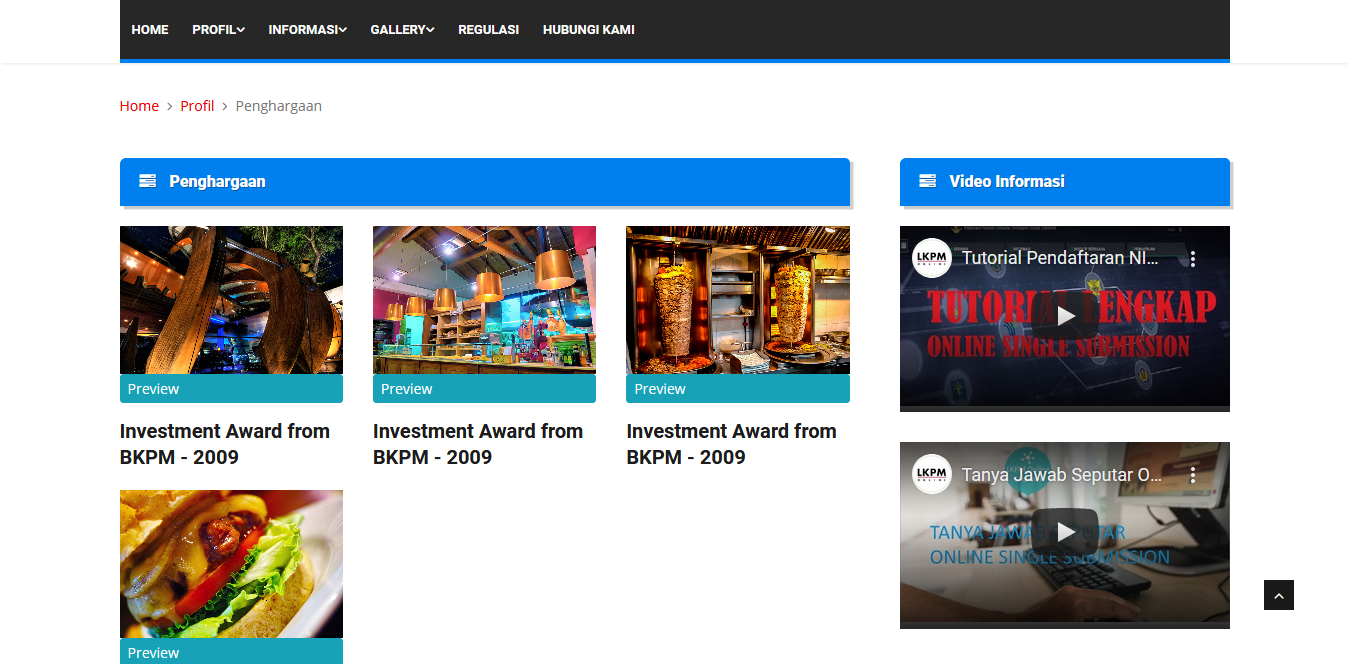 HOME PROFIL INFORMASI GALLERY REGULASI HUBUNGI KAMI
Home > Profil > Penghargaan
Penghargaan
Preview
Investment Award from
BKPM - 2009
Preview
Investment Award from
BKPM - 2009
Preview
Investment Award from
BKPM - 2009
Preview
Video Informasi
LKPM
ONLINE
Tutorial Pendaftaran NI...
ONLINE SINGLE SUBMISSION
LKPM
ONLINE
Tanya Jawab Seputar O...
TANYA JAWAB SEPUTAR
ONLINE SINGLE SUBMISSION